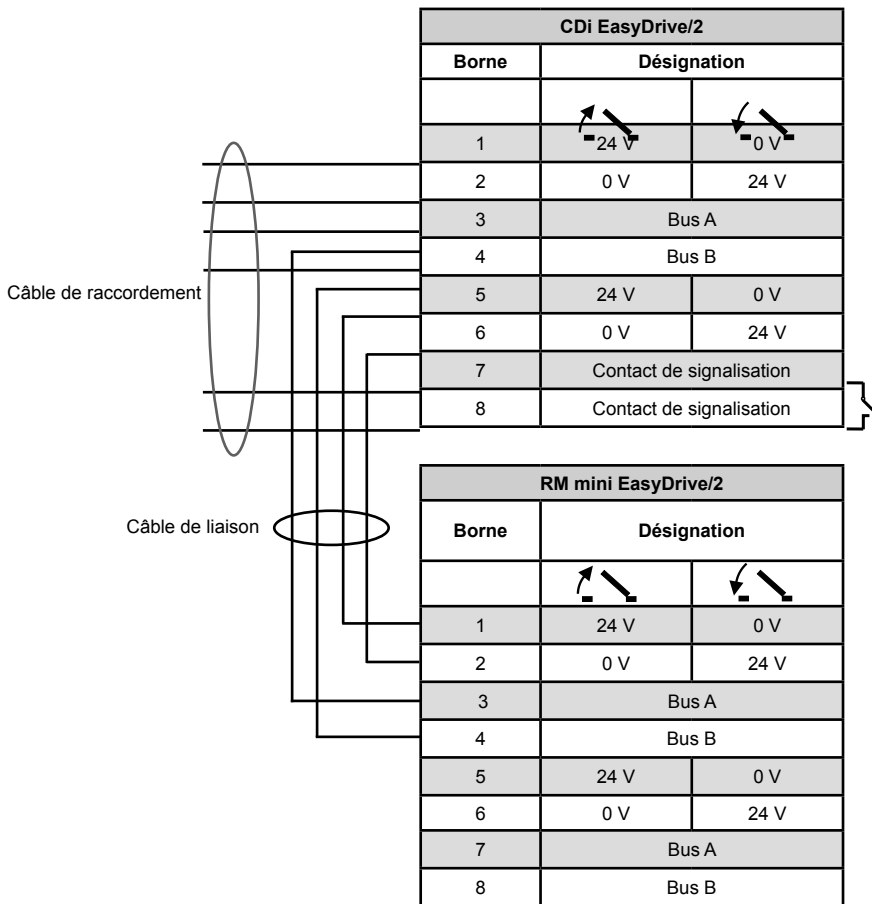 CDi EasyDrive/2
Borne Désignation
1 24 V 0 V
2 0 V 24 V
3 Bus A
4 Bus B
Câble de raccordement
5 24 V 0 V
6 0 V 24 V
7 Contact de signalisation
8 Contact de signalisation
RM mini EasyDrive/2
Câble de liaison
Borne Désignation
1 24 V 0 V
2 0 V 24 V
3 Bus A
4 Bus B
5 24 V 0 V
6 0 V 24 V
7 Bus A
8 Bus B